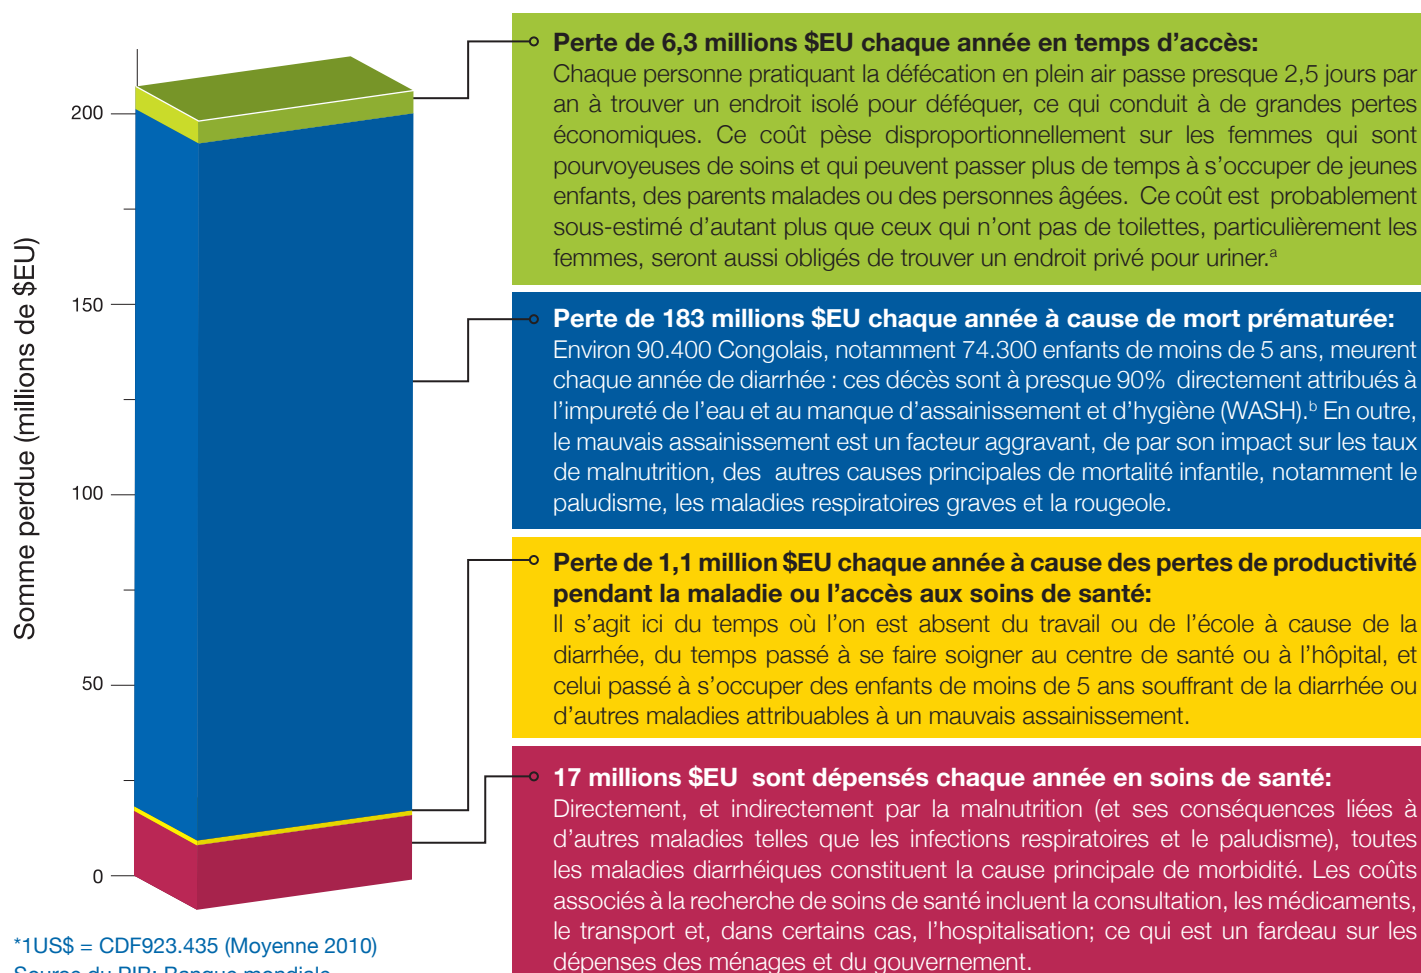 Somme perdue (millions de $EU)
200
150
100
50
0
Perte de 6,3 millions $EU chaque année en temps d'accès:
Chaque personne pratiquant la défécation en plein air passe presque 2,5 jours par
an à trouver un endroit isolé pour déféquer, ce qui conduit à de grandes pertes
économiques. Ce coût pèse disproportionnellement sur les femmes qui sont
pourvoyeuses de soins et qui peuvent passer plus de temps à s'occuper de jeunes
enfants, des parents malades ou des personnes âgées. Ce coût est probablement
sous-estimé d'autant plus que ceux qui n'ont pas de toilettes, particulièrement les
femmes, seront aussi obligés de trouver un endroit privé pour uriner.ª
Perte de 183 millions $EU chaque année à cause de mort prématurée:
Environ 90.400 Congolais, notamment 74.300 enfants de moins de 5 ans, meurent
chaque année de diarrhée : ces décès sont à presque 90% directement attribués à
l'impureté de l'eau et au manque d'assainissement et d'hygiène (WASH).ᵇ En outre,
le mauvais assainissement est un facteur aggravant, de par son impact sur les taux
de malnutrition, des autres causes principales de mortalité infantile, notamment le
paludisme, les maladies respiratoires graves et la rougeole.
Perte de 1,1 million $EU chaque année à cause des pertes de productivité
pendant la maladie ou l'accès aux soins de santé:
Il s'agit ici du temps où l'on est absent du travail ou de l'école à cause de la
diarrhée, du temps passé à se faire soigner au centre de santé ou à l'hôpital, et
celui passé à s'occuper des enfants de moins de 5 ans souffrant de la diarrhée ou
d'autres maladies attribuables à un mauvais assainissement.
17 millions $EU sont dépensés chaque année en soins de santé:
Directement, et indirectement par la malnutrition (et ses conséquences liées à
d'autres maladies telles que les infections respiratoires et le paludisme), toutes
les maladies diarrhéiques constituent la cause principale de morbidité. Les coûts
associés à la recherche de soins de santé incluent la consultation, les médicaments,
le transport et, dans certains cas, l'hospitalisation; ce qui est un fardeau sur les
dépenses des ménages et du gouvernement.
*1US$ = CDF923.435 (Moyenne 2010)
Source du PIB: Banque mondiale